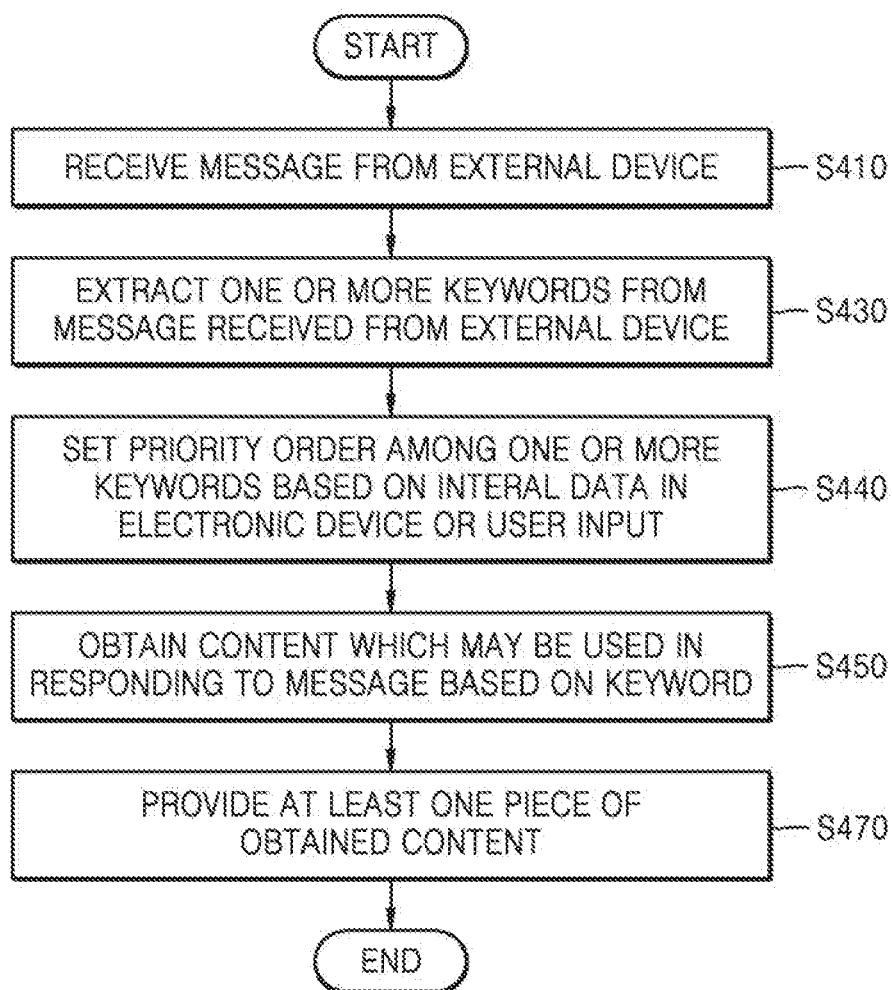 START
RECEIVE MESSAGE FROM EXTERNAL DEVICE
S410
EXTRACT ONE OR MORE KEYWORDS FROM
MESSAGE RECEIVED FROM EXTERNAL DEVICE
S430
SET PRIORITY ORDER AMONG ONE OR MORE
KEYWORDS BASED ON INTERAL DATA IN
ELECTRONIC DEVICE OR USER INPUT
S440
OBTAIN CONTENT WHICH MAY BE USED IN
RESPONDING TO MESSAGE BASED ON KEYWORD
S450
PROVIDE AT LEAST ONE PIECE OF
OBTAINED CONTENT
S470
END